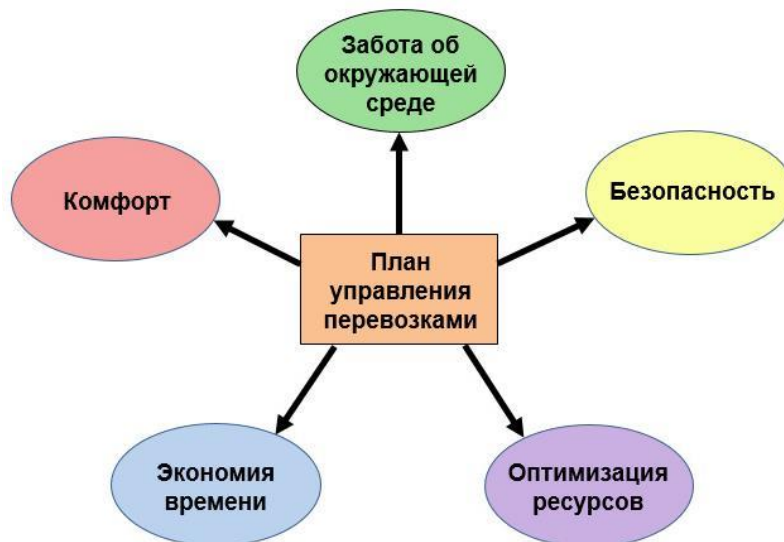 Забота об
окружающей
среде
Комфорт
Безопасность
План
управления
перевозками
Экономия
времени
Оптимизация
ресурсов